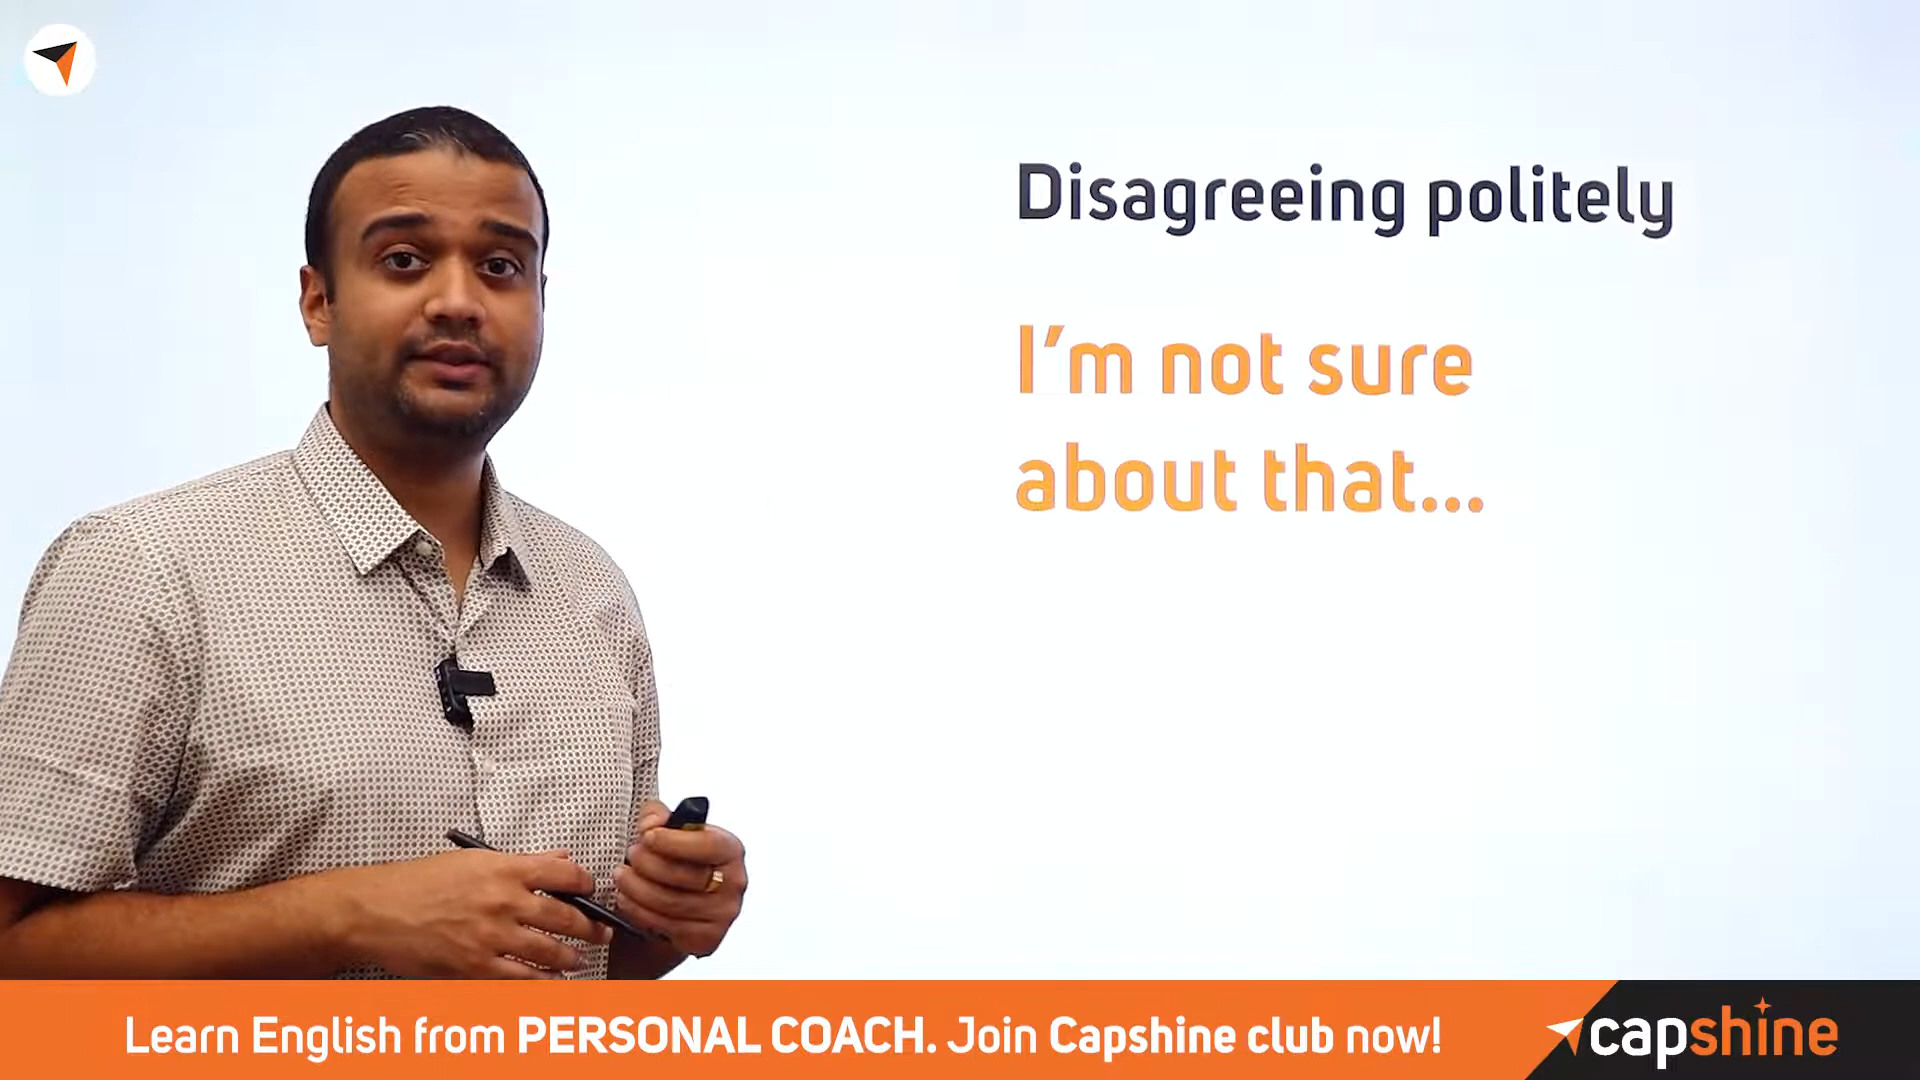 Disagreeing politely
I'm not sure
about that...
Learn English from PERSONAL COACH. Join Capshine club now!
capshine